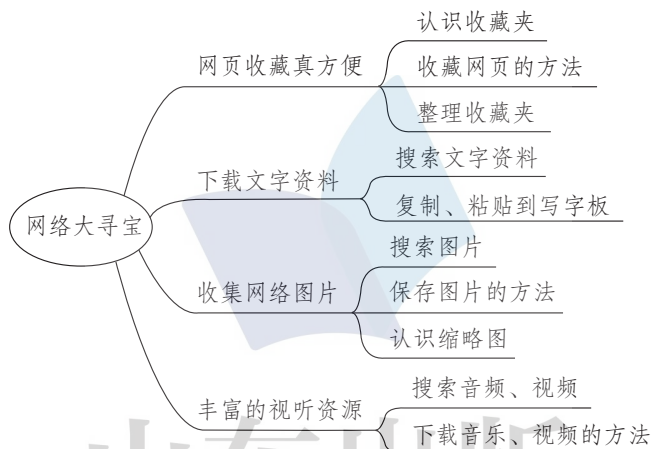 网络大寻宝
网页收藏真方便
认识收藏夹
收藏网页的方法
整理收藏夹
下载文字资料
搜索文字资料
复制、粘贴到写字板
收集网络图片
搜索图片
保存图片的方法
认识缩略图
丰富的视听资源
搜索音频、视频
下载音乐、视频的方法